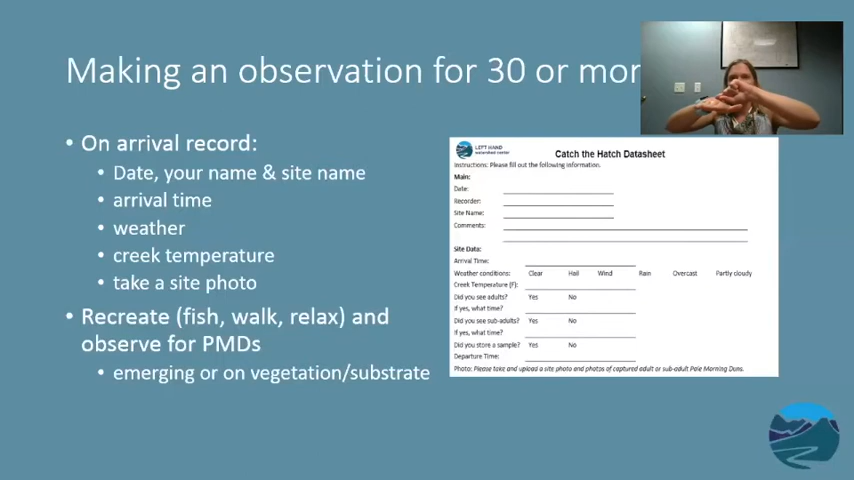 Making an observation for 30 or mor
• On arrival record:
• Date, your name & site name
• arrival time
• weather
• creek temperature
• take a site photo
• Recreate (fish, walk, relax) and
observe for PMDs
• emerging or on vegetation/substrate
LEFT HAND
watershed center
Catch the Hatch Datasheet
Instructions: Please fill out the following information.
Main:
Date:
Recorder:
Site Name:
Comments:
Site Data:
Arrival Time:
Weather conditions: Clear Hail Wind Rain Overcast Partly cloudy
Creek Temperature (F):
Did you see adults? Yes No
If yes, what time?
Did you see sub-adults? Yes No
If yes, what time?
Did you store a sample? Yes No
Departure Time:
Photo: Please take and upload a site photo and photos of captured adult or sub-adult Pale Morning Duns.